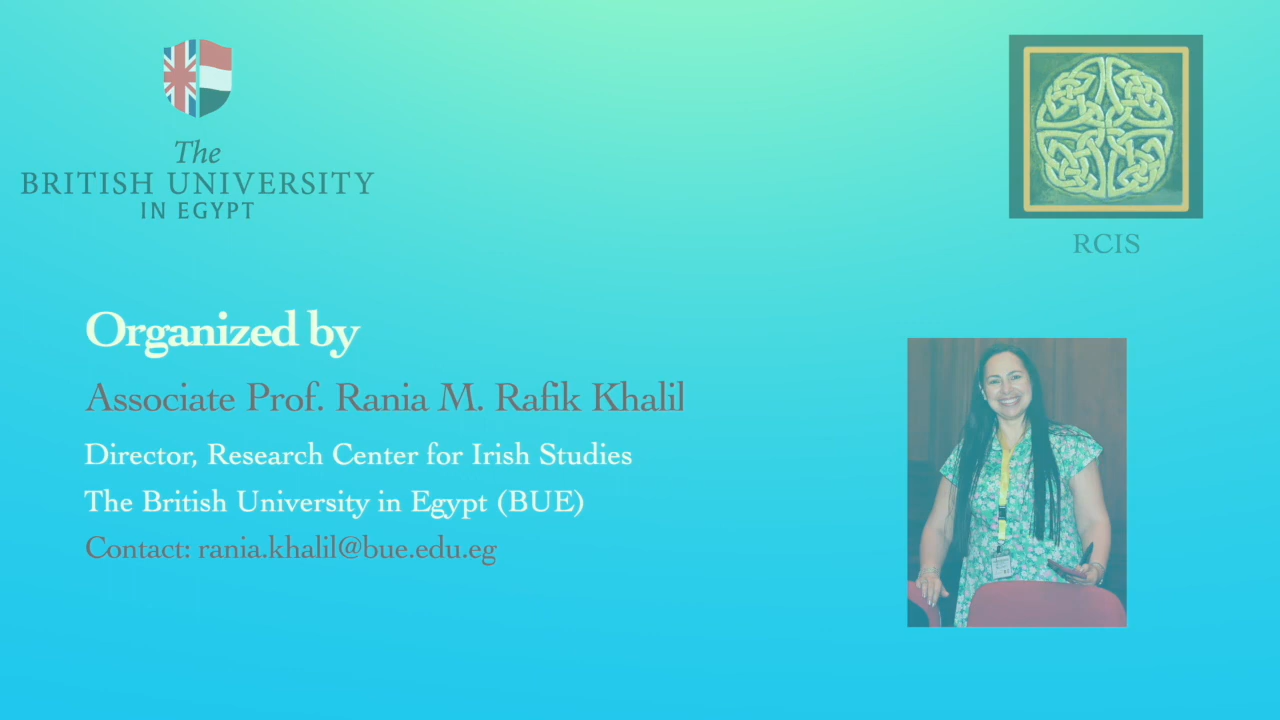 The
BRITISH UNIVERSITY
IN EGYPT
RCIS
Organized by
Associate Prof. Rania M. Rafik Khalil
Director, Research Center for Irish Studies
The British University in Egypt (BUE)
Contact: rania.khalil@bue.edu.eg